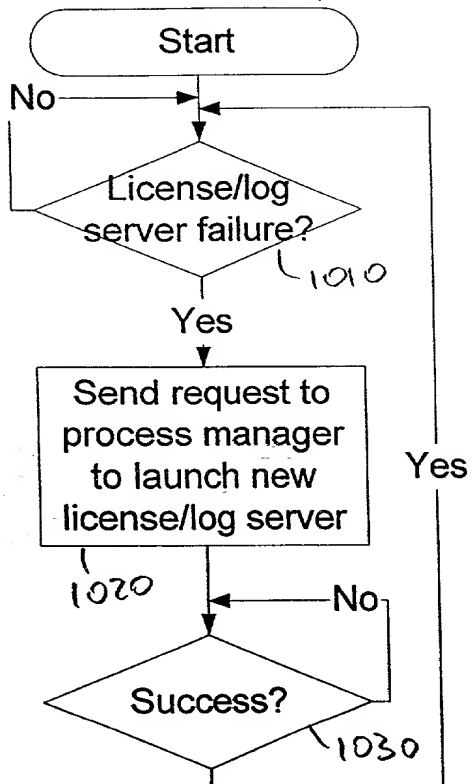 Start
No
License/log
server failure?
1010
Yes
Send request to
process manager
to launch new
license/log server
Yes
1020
No
Success?
1030